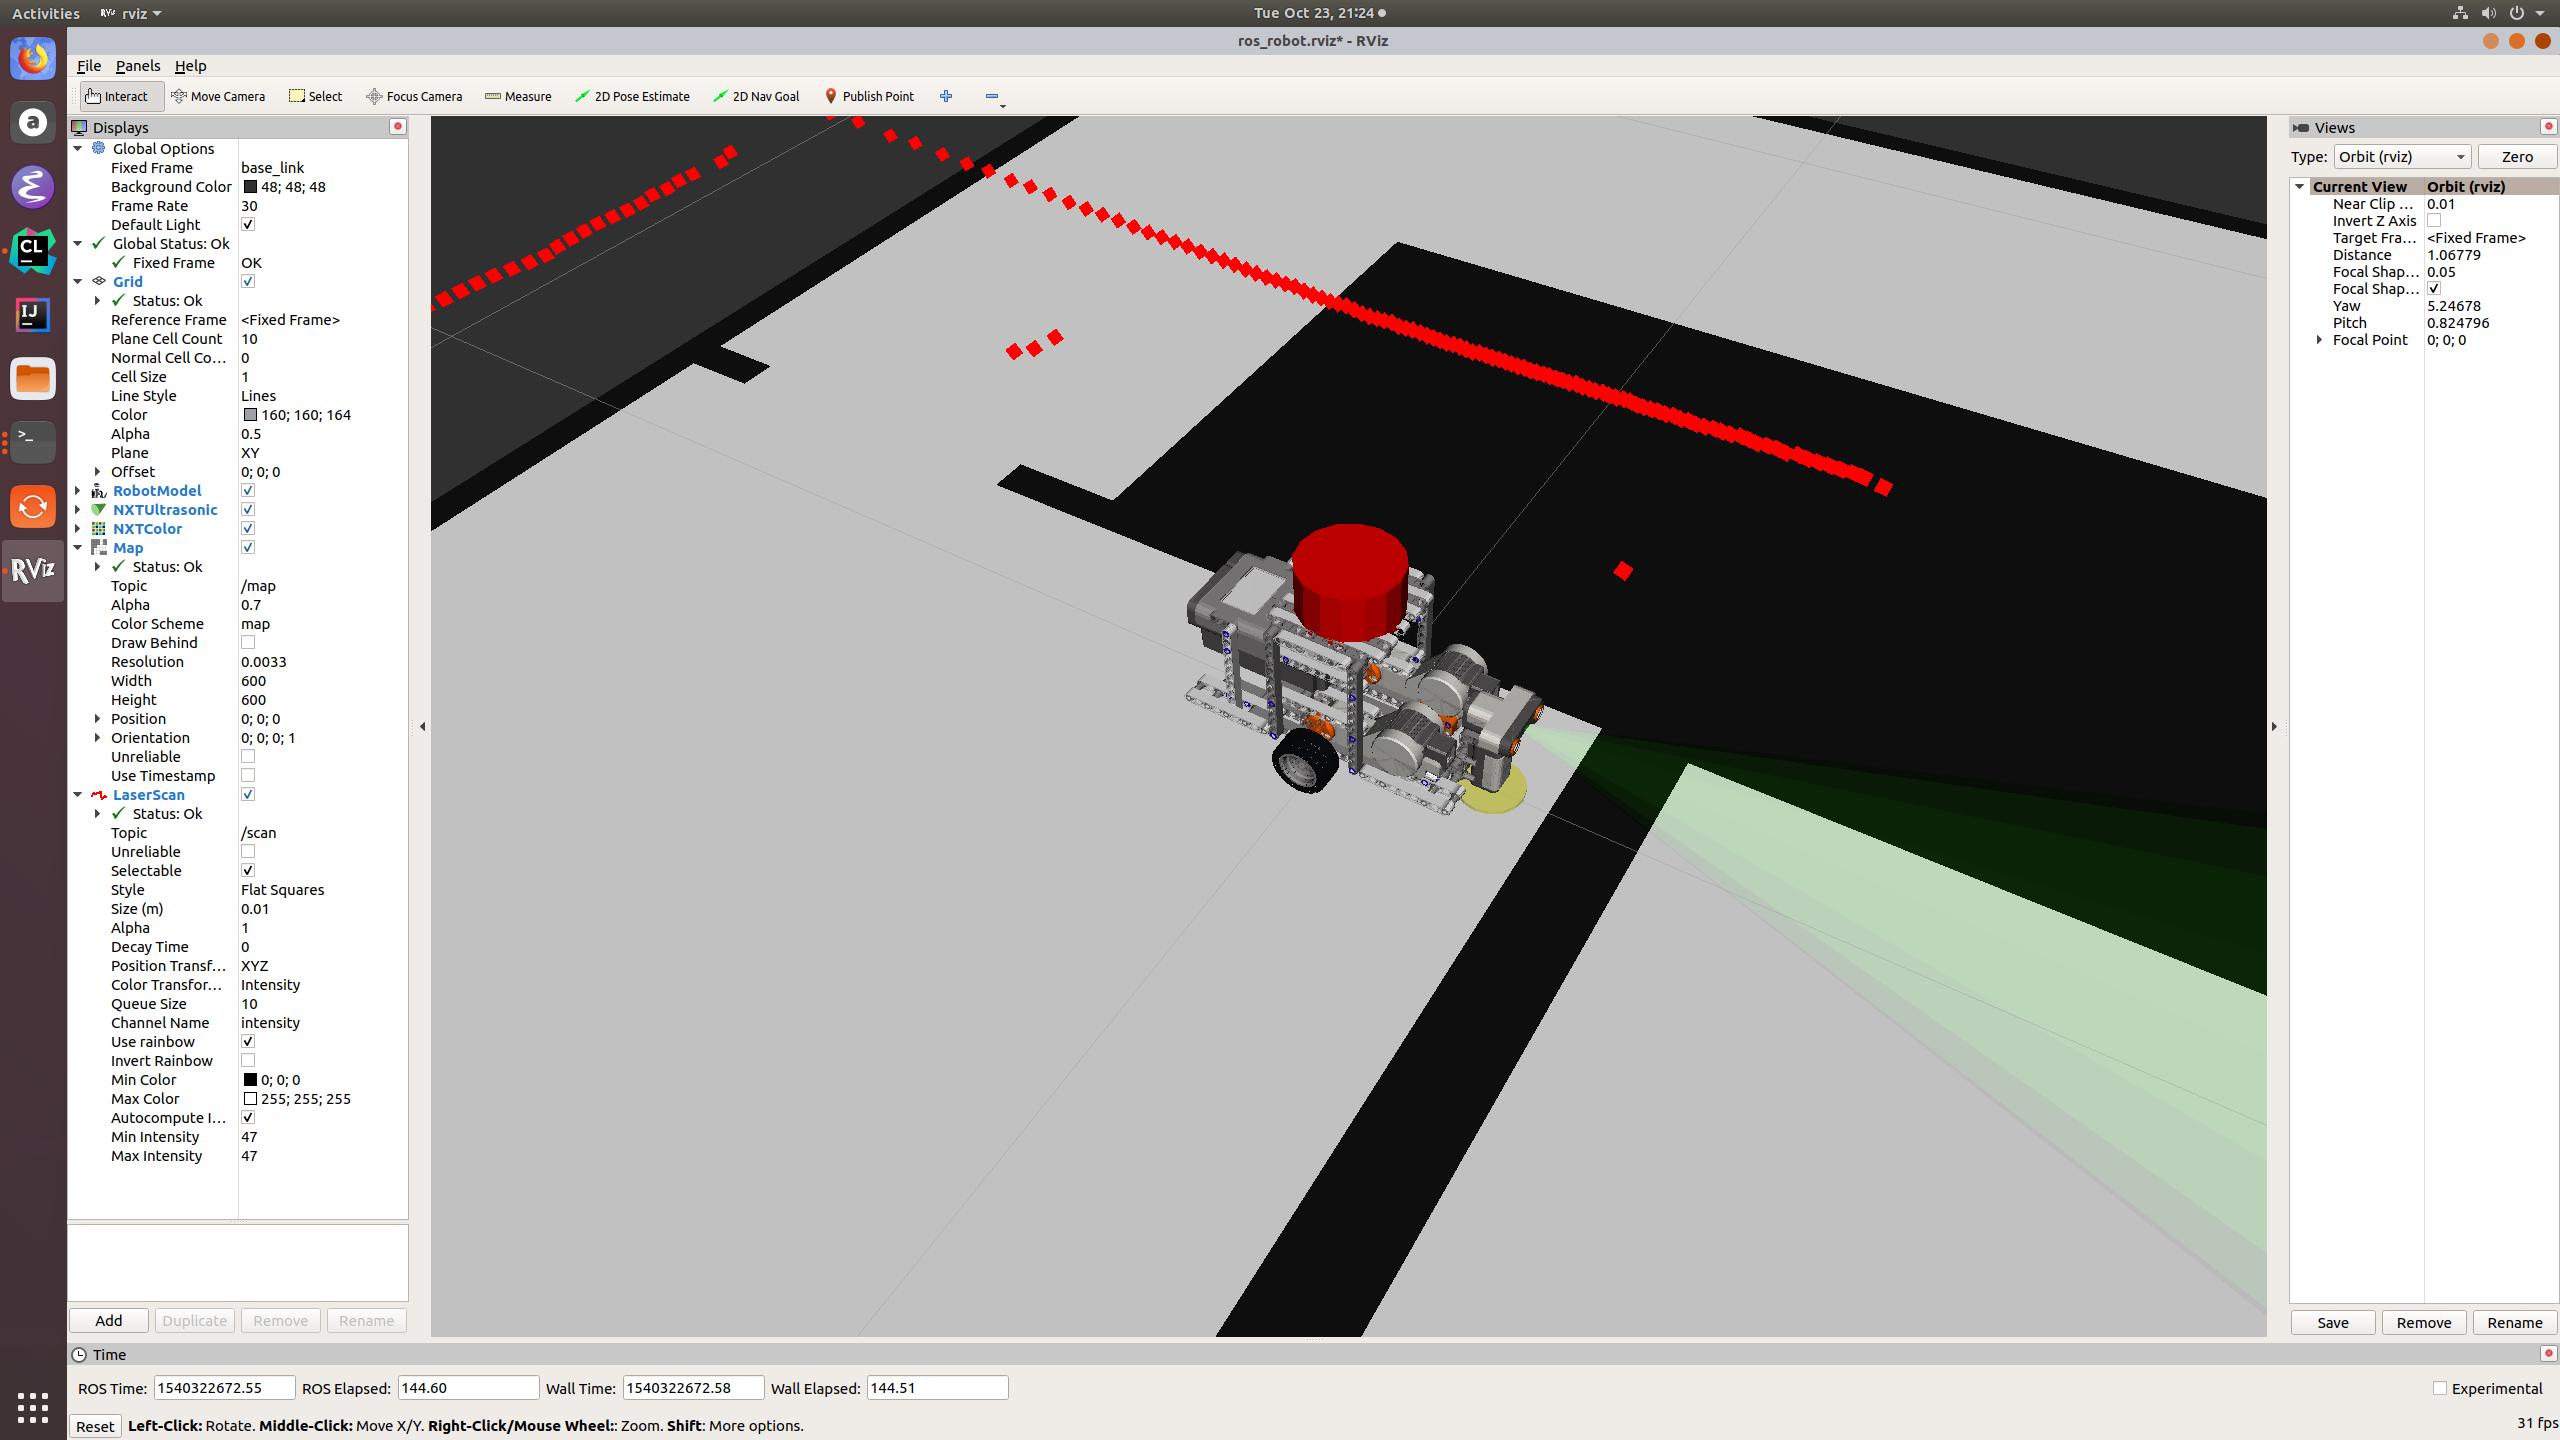 Activities RViz rviz Tue Oct 23, 21:24
ros_robot.rviz* - RViz
File Panels Help
Interact Move Camera Select Focus Camera Measure 2D Pose Estimate 2D Nav Goal Publish Point
Displays
Global Options
Fixed Frame base_link
Background Color 48; 48; 48
Frame Rate 30
Default Light
Global Status: Ok
Fixed Frame OK
Grid
Status: Ok
Reference Frame <Fixed Frame>
Plane Cell Count 10
Normal Cell Co... 0
Cell Size 1
Line Style Lines
Color 160; 160; 164
Alpha 0.5
Plane XY
Offset 0; 0; 0
RobotModel
NXTUltrasonic
NXTColor
Map
Status: Ok
Topic /map
Alpha 0.7
Color Scheme map
Draw Behind
Resolution 0.0033
Width 600
Height 600
Position 0; 0; 0
Orientation 0; 0; 0; 1
Unreliable
Use Timestamp
LaserScan
Status: Ok
Topic /scan
Unreliable
Selectable
Style Flat Squares
Size (m) 0.01
Alpha 1
Decay Time 0
Position Transf... XYZ
Color Transfor... Intensity
Queue Size 10
Channel Name intensity
Use rainbow
Invert Rainbow
Min Color 0; 0; 0
Max Color 255; 255; 255
Autocompute I...
Min Intensity 47
Max Intensity 47
Add Duplicate Remove Rename
Views
Type: Orbit (rviz) Zero
Current View Orbit (rviz)
Near Clip ... 0.01
Invert Z Axis
Target Fra... <Fixed Frame>
Distance 1.06779
Focal Shap... 0.05
Focal Shap...
Yaw 5.24678
Pitch 0.824796
Focal Point 0; 0; 0
Save Remove Rename
Time
ROS Time: 1540322672.55 ROS Elapsed: 144.60 Wall Time: 1540322672.58 Wall Elapsed: 144.51 Experimental
Reset Left-Click: Rotate. Middle-Click: Move X/Y. Right-Click/Mouse Wheel:: Zoom. Shift: More options. 31 fps
a
CL
IJ
>_
RViz